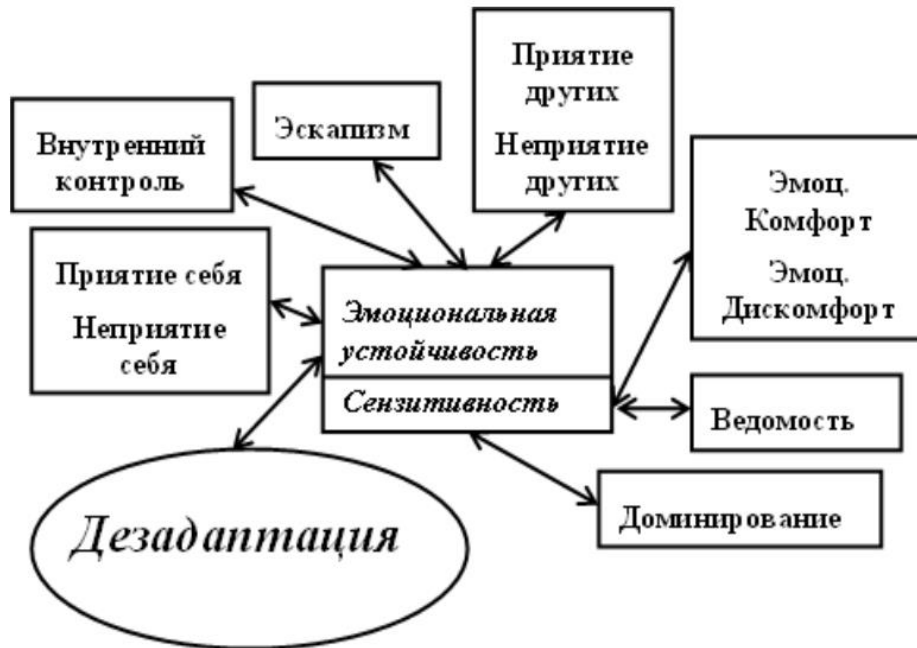 Приятие
других
Неприятие
других
Эскапизм
Внутренний
контроль
Эмоц.
Комфорт
Эмоц.
Дискомфорт
Приятие себя
Неприятие
себя
Эмоциональная
устойчивость
Сензитивность
Ведомость
Доминирование
Дезадаптация